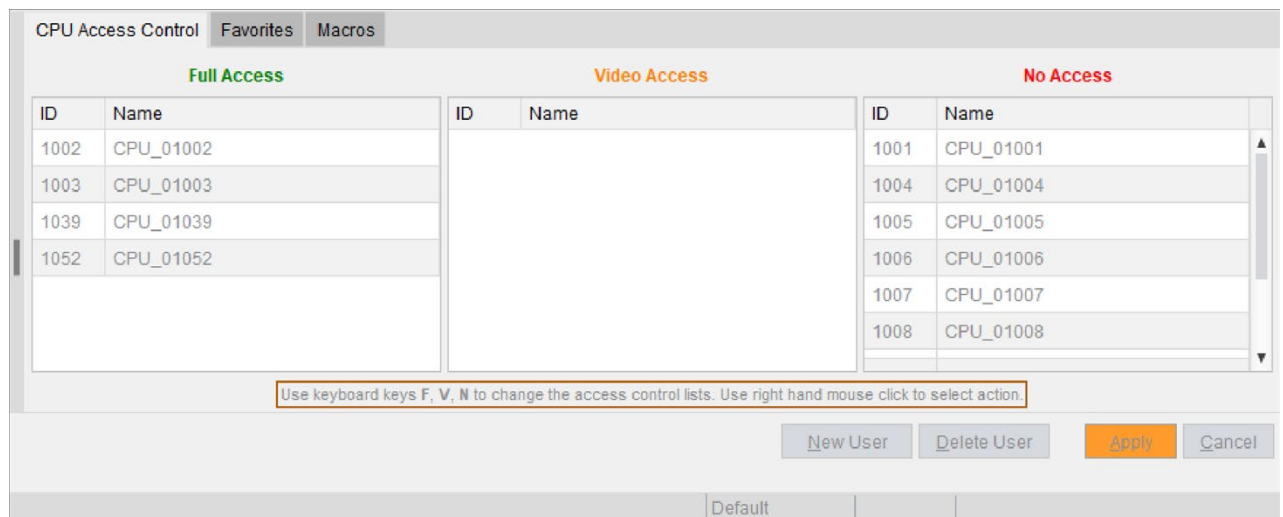 CPU Access Control Favorites Macros
Full Access Video Access No Access
ID Name ID Name ID Name
1002 CPU_01002 1001 CPU_01001
1003 CPU_01003 1004 CPU_01004
1039 CPU_01039 1005 CPU_01005
1052 CPU_01052 1006 CPU_01006
1007 CPU_01007
1008 CPU_01008
Use keyboard keys F, V, N to change the access control lists. Use right hand mouse click to select action.
New User Delete User Apply Cancel
Default